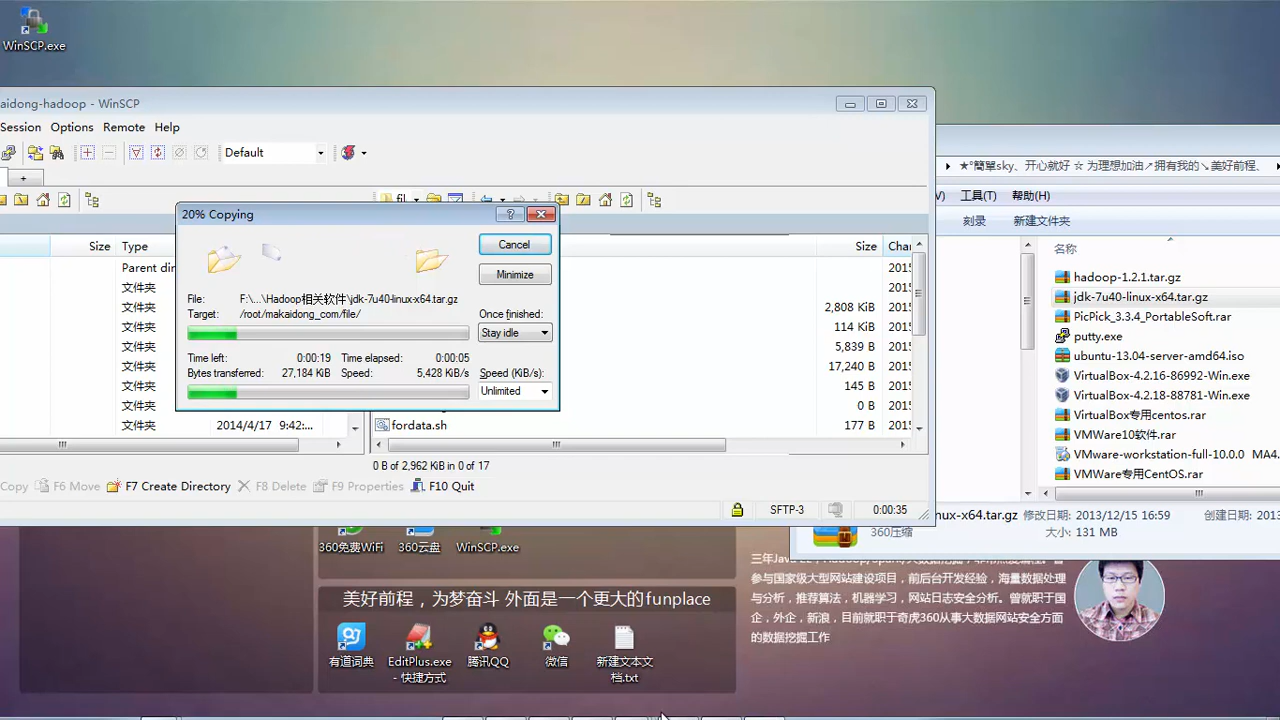 WinSCP.exe
aidong-hadoop - WinSCP
Session Options Remote Help
Default
20% Copying
Cancel
Minimize
File: F:\...\Hadoop相关软件\jdk-7u40-linux-x64.tar.gz
Target: /root/makaidong_com/file/
Once finished:
Stay idle
Time left: 0:00:19 Time elapsed: 0:00:05
Bytes transferred: 27,184 KiB Speed: 5,428 KiB/s
Speed (KiB/s):
Unlimited
Size Type
Parent dir
文件夹
文件夹
文件夹
文件夹
文件夹
文件夹
文件夹
文件夹 2014/4/17 9:42:...
Size
2,808 KiB
114 KiB
5,839 B
17,240 B
145 B
0 B
fordata.sh 177 B
2015
2015
2015
2015
2015
2015
2015
2015
0 B of 2,962 KiB in 0 of 17
Copy F6 Move F7 Create Directory F8 Delete F9 Properties F10 Quit
SFTP-3 0:00:35
★°簡單sky、开心就好 ☆ 为理想加油↗拥有我的↘美好前程、
工具(T) 帮助(H)
刻录 新建文件夹
名称
hadoop-1.2.1.tar.gz
jdk-7u40-linux-x64.tar.gz
PicPick_3.3.4_PortableSoft.rar
putty.exe
ubuntu-13.04-server-amd64.iso
VirtualBox-4.2.16-86992-Win.exe
VirtualBox-4.2.18-88781-Win.exe
VirtualBox专用centos.rar
VMWare10软件.rar
VMware-workstation-full-10.0.0 MA4.
VMWare专用CentOS.rar
nux-x64.tar.gz 修改日期: 2013/12/15 16:59 创建日期: 2013
360压缩 大小: 131 MB
360免费WiFi 360云盘 WinSCP.exe
美好前程，为梦奋斗 外面是一个更大的funplace
有道词典 EditPlus.exe - 快捷方式 腾讯QQ 微信 新建文本文档.txt
参与国家级大型网站建设项目，前后台开发经验，海量数据处理
与分析，推荐算法，机器学习，网站日志安全分析。曾就职于国
企，外企，新浪，目前就职于奇虎360从事大数据网站安全方面
的数据挖掘工作